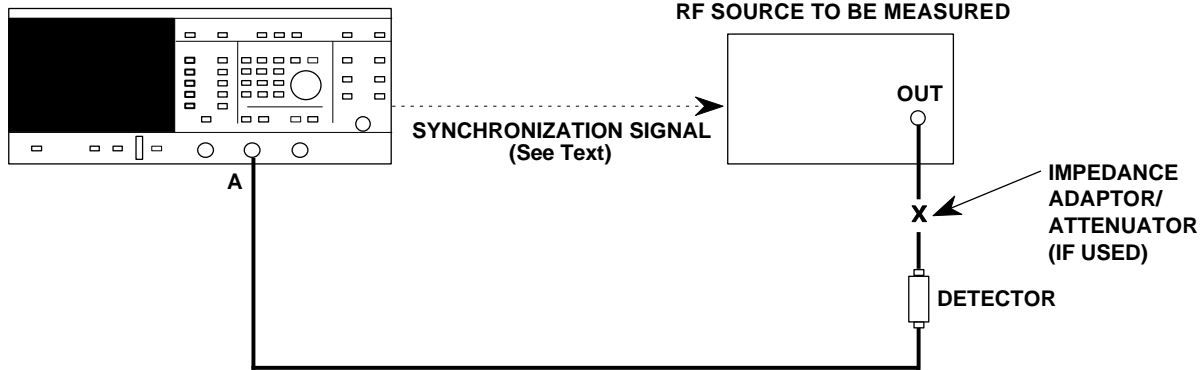 RF SOURCE TO BE MEASURED
OUT
SYNCHRONIZATION SIGNAL
(See Text)
A
IMPEDANCE
ADAPTOR/
ATTENUATOR
(IF USED)
X
DETECTOR